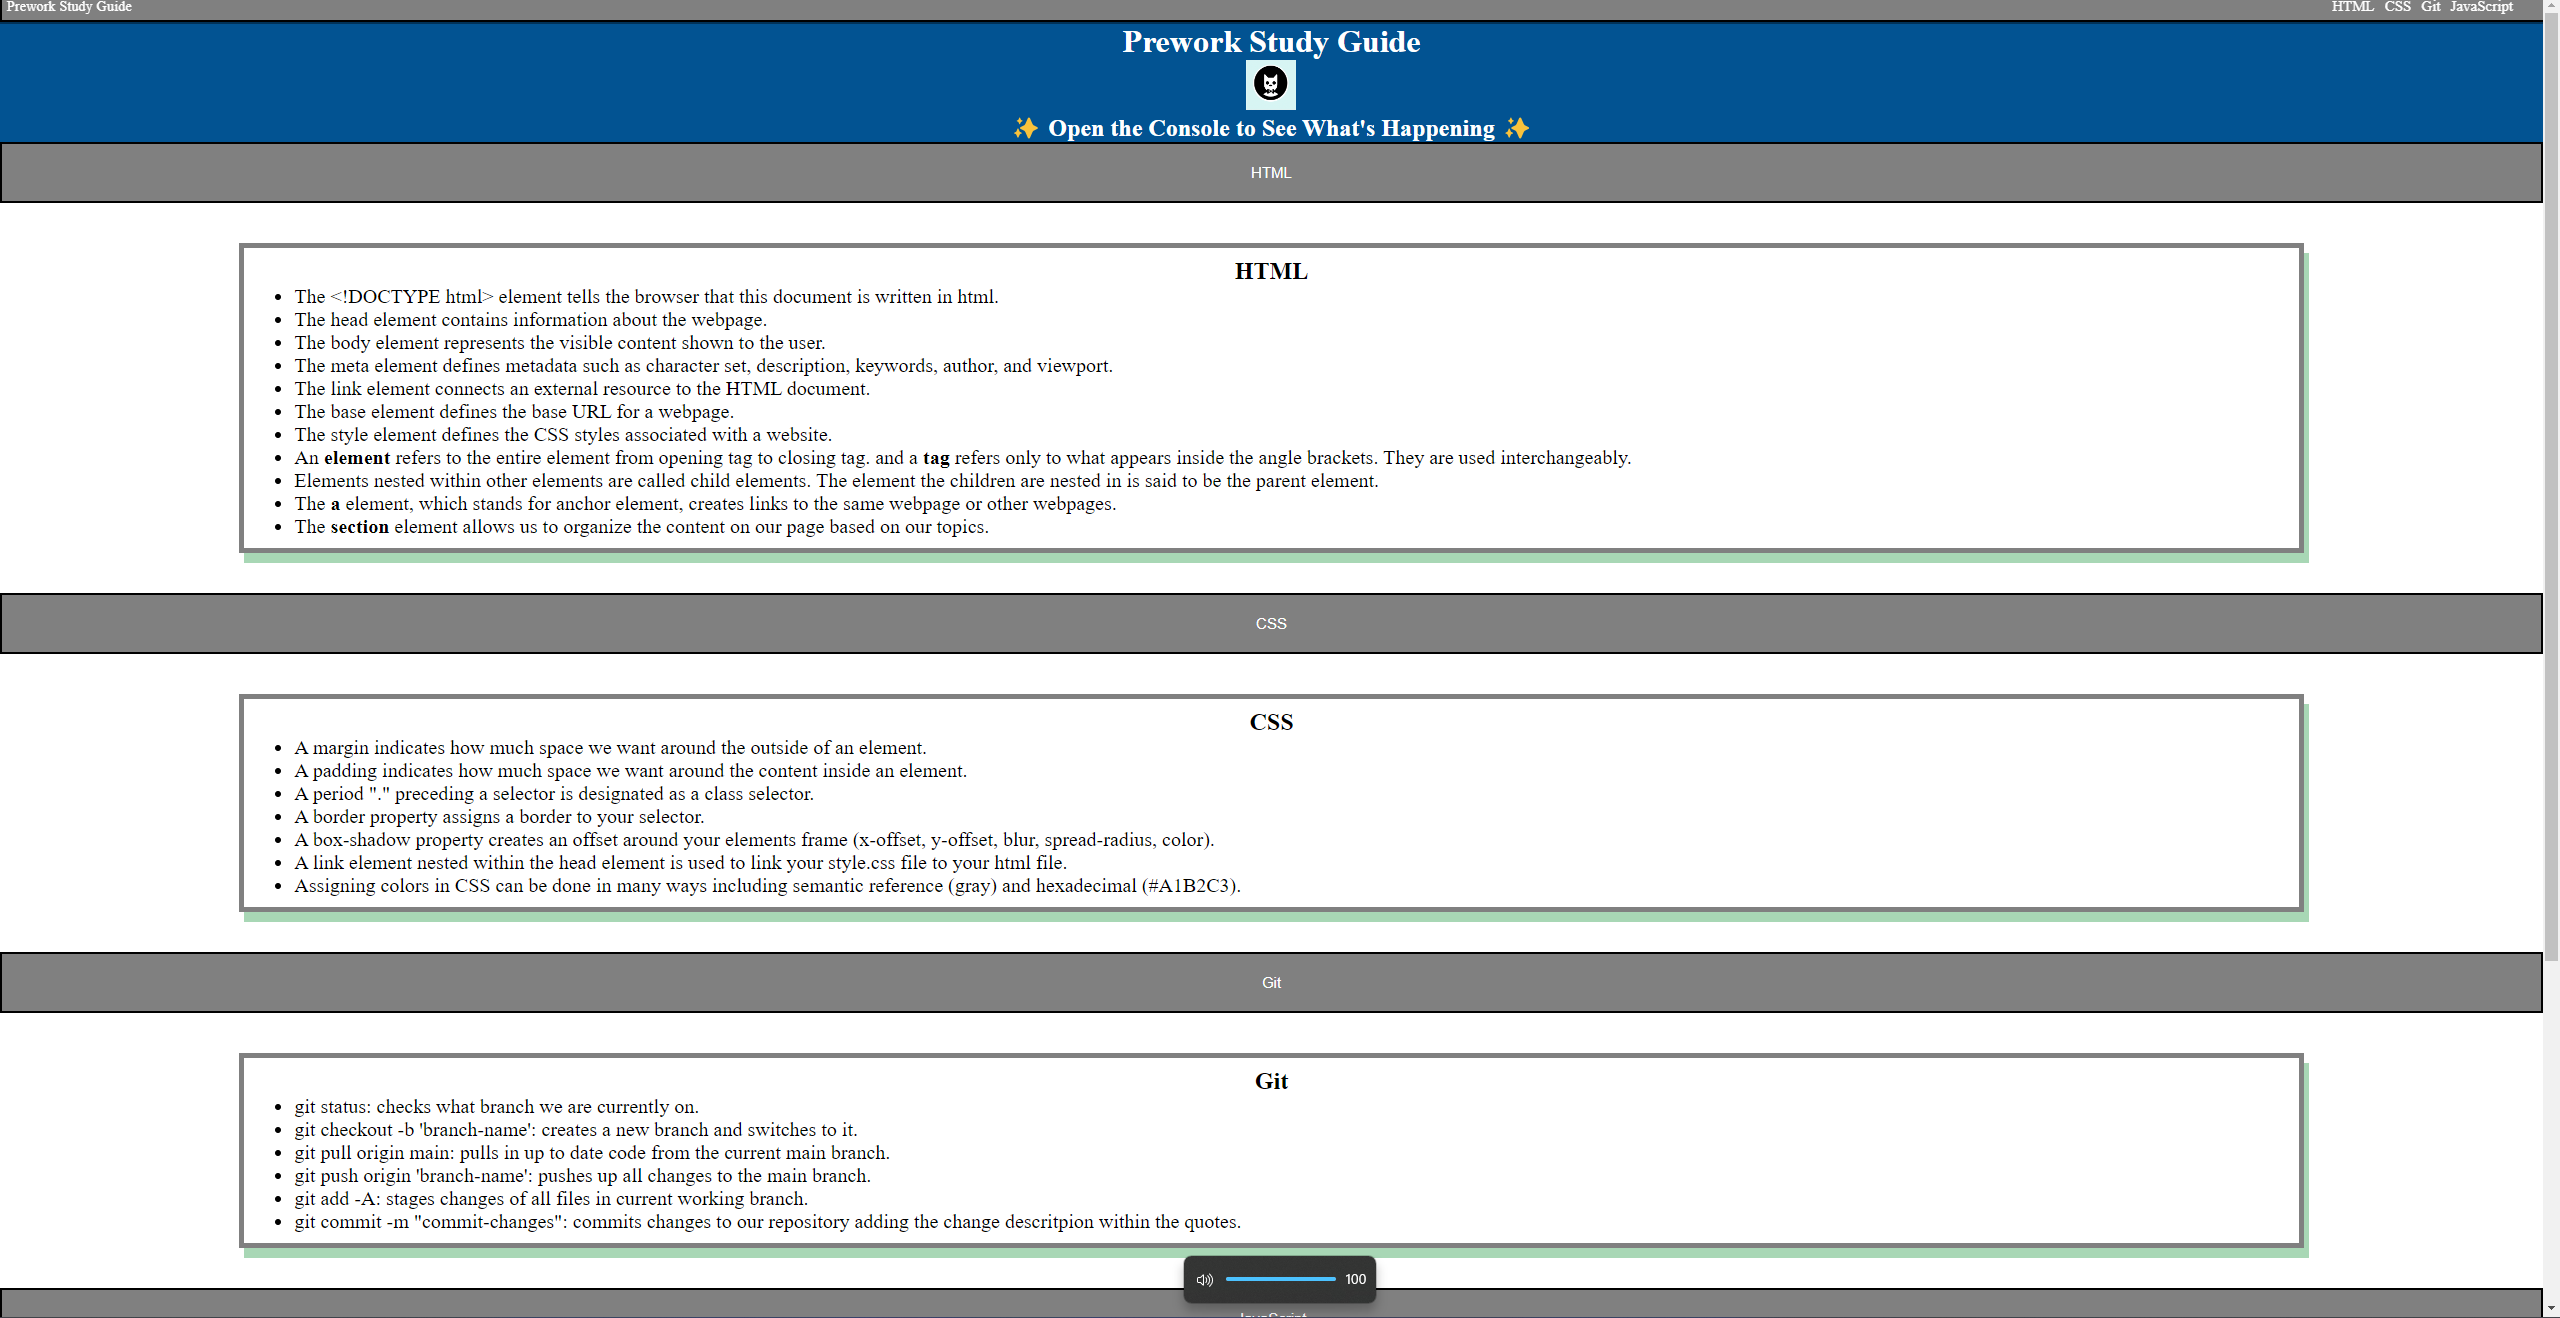 Prework Study Guide
HTML CSS Git JavaScript
Prework Study Guide
✨ Open the Console to See What's Happening ✨
HTML
HTML
The <!DOCTYPE html> element tells the browser that this document is written in html.
The head element contains information about the webpage.
The body element represents the visible content shown to the user.
The meta element defines metadata such as character set, description, keywords, author, and viewport.
The link element connects an external resource to the HTML document.
The base element defines the base URL for a webpage.
The style element defines the CSS styles associated with a website.
An element refers to the entire element from opening tag to closing tag. and a tag refers only to what appears inside the angle brackets. They are used interchangeably.
Elements nested within other elements are called child elements. The element the children are nested in is said to be the parent element.
The a element, which stands for anchor element, creates links to the same webpage or other webpages.
The section element allows us to organize the content on our page based on our topics.
CSS
CSS
A margin indicates how much space we want around the outside of an element.
A padding indicates how much space we want around the content inside an element.
A period "." preceding a selector is designated as a class selector.
A border property assigns a border to your selector.
A box-shadow property creates an offset around your elements frame (x-offset, y-offset, blur, spread-radius, color).
A link element nested within the head element is used to link your style.css file to your html file.
Assigning colors in CSS can be done in many ways including semantic reference (gray) and hexadecimal (#A1B2C3).
Git
Git
git status: checks what branch we are currently on.
git checkout -b 'branch-name': creates a new branch and switches to it.
git pull origin main: pulls in up to date code from the current main branch.
git push origin 'branch-name': pushes up all changes to the main branch.
git add -A: stages changes of all files in current working branch.
git commit -m "commit-changes": commits changes to our repository adding the change descritpion within the quotes.
100
JavaScript